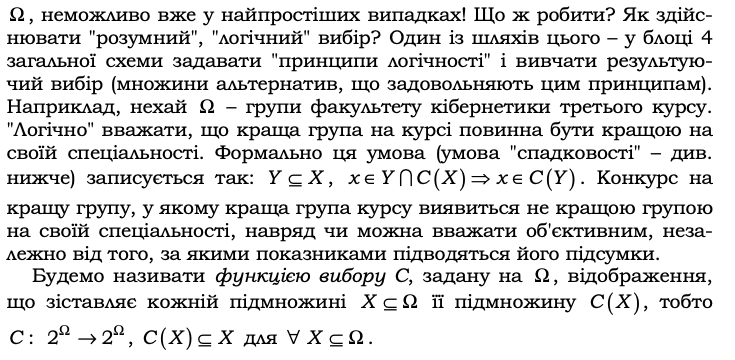 Ω, неможливо вже у найпростіших випадках! Що ж робити? Як здійс-
нювати "розумний", "логічний" вибір? Один із шляхів цього – у блоці 4
загальної схеми задавати "принципи логічності" і вивчати результую-
чий вибір (множини альтернатив, що задовольняють цим принципам).
Наприклад, нехай Ω – групи факультету кібернетики третього курсу.
"Логічно" вважати, що краща група на курсі повинна бути кращою на
своїй спеціальності. Формально ця умова (умова "спадковості" – див.
нижче) записується так: Y ⊆ X, x ∈ Y ⋂ C(X) ⇒ x ∈ C(Y). Конкурс на
кращу групу, у якому краща група курсу виявиться не кращою групою
на своїй спеціальності, навряд чи можна вважати об'єктивним, неза-
лежно від того, за якими показниками підводяться його підсумки.
Будемо називати функцією вибору C, задану на Ω, відображення,
що зіставляє кожній підмножині X ⊆ Ω її підмножину C(X), тобто
C: 2^Ω → 2^Ω, C(X) ⊆ X для ∀ X ⊆ Ω.